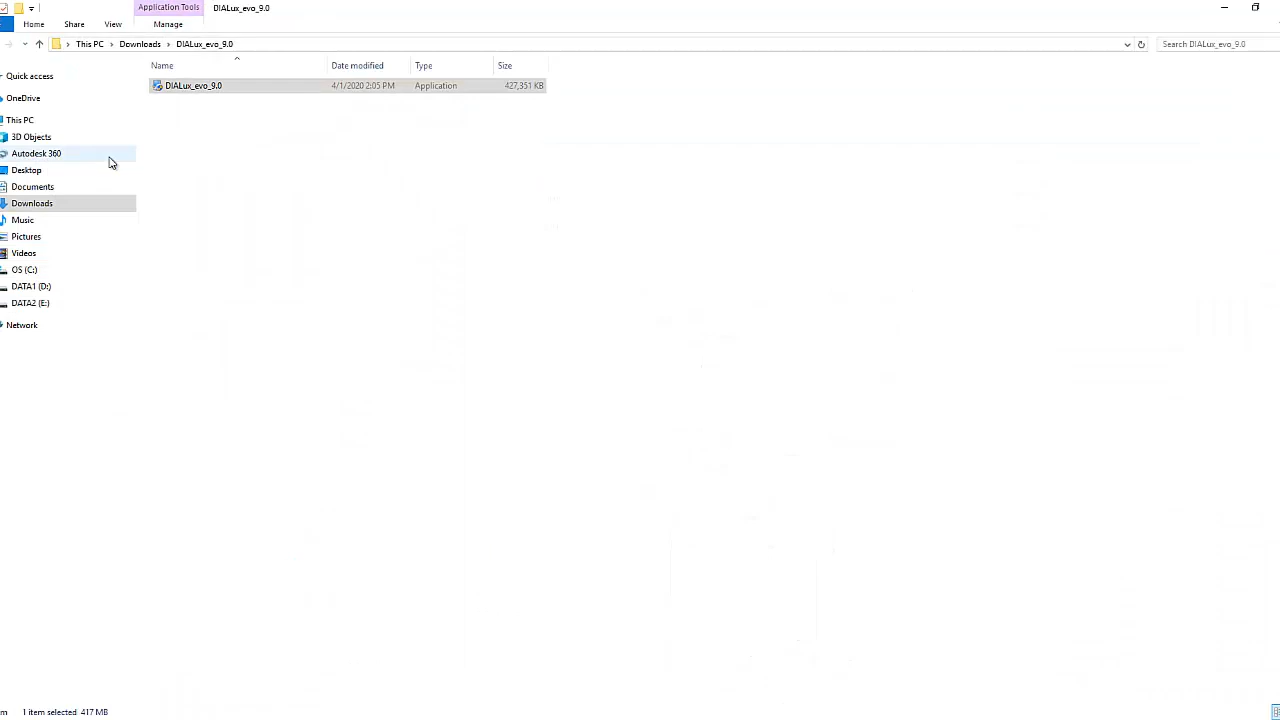 Application Tools DIALux_evo_9.0
Home Share View Manage
This PC Downloads DIALux_evo_9.0 Search DIALux_evo_9.0
Name Date modified Type Size
DIALux_evo_9.0 4/1/2020 2:05 PM Application 427,351 KB
Quick access
OneDrive
This PC
3D Objects
Autodesk 360
Desktop
Documents
Downloads
Music
Pictures
Videos
OS (C:)
DATA1 (D:)
DATA2 (E:)
Network
1 item selected 417 MB